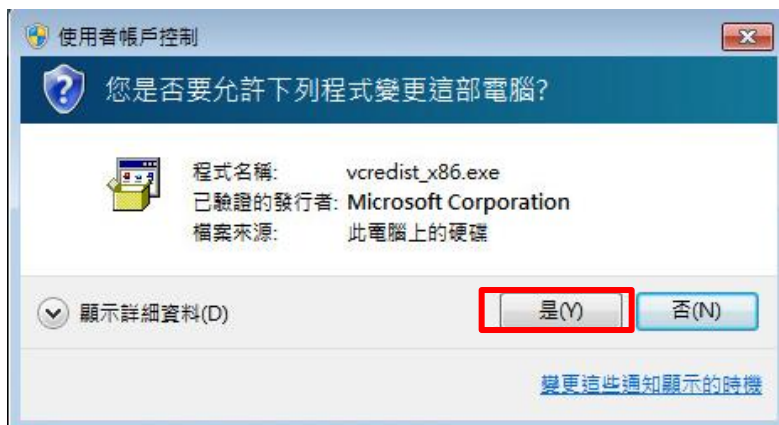 使用者帳戶控制
您是否要允許下列程式變更這部電腦?
程式名稱: vcredist_x86.exe
已驗證的發行者: Microsoft Corporation
檔案來源: 此電腦上的硬碟
顯示詳細資料(D)
是(Y)
否(N)
變更這些通知顯示的時機